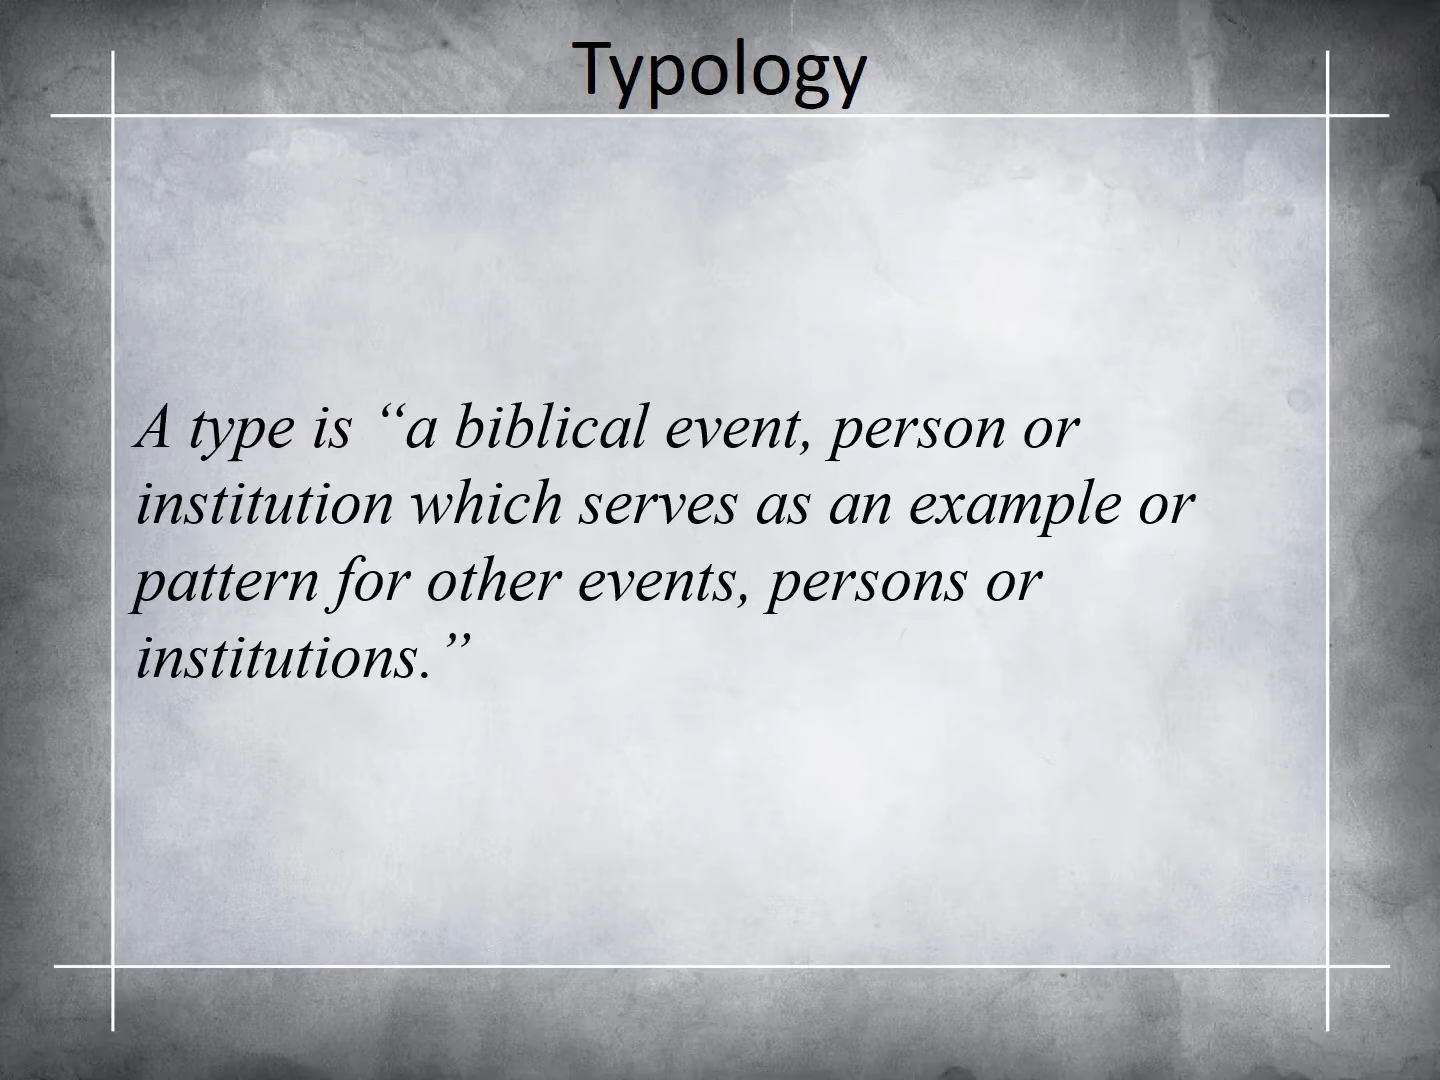 Typology
A type is “a biblical event, person or
institution which serves as an example or
pattern for other events, persons or
institutions.”